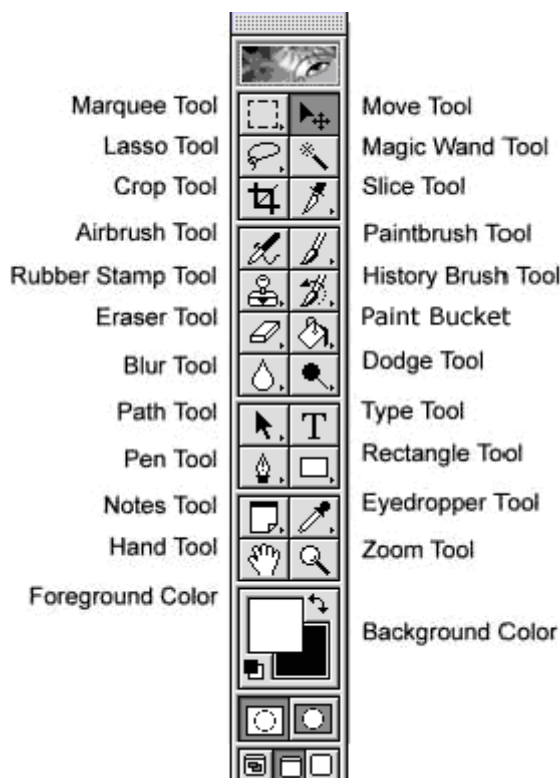 Marquee Tool Move Tool
Lasso Tool Magic Wand Tool
Crop Tool Slice Tool
Airbrush Tool Paintbrush Tool
Rubber Stamp Tool History Brush Tool
Eraser Tool Paint Bucket
Blur Tool Dodge Tool
Path Tool T Type Tool
Pen Tool Rectangle Tool
Notes Tool Eyedropper Tool
Hand Tool Zoom Tool
Foreground Color
Background Color